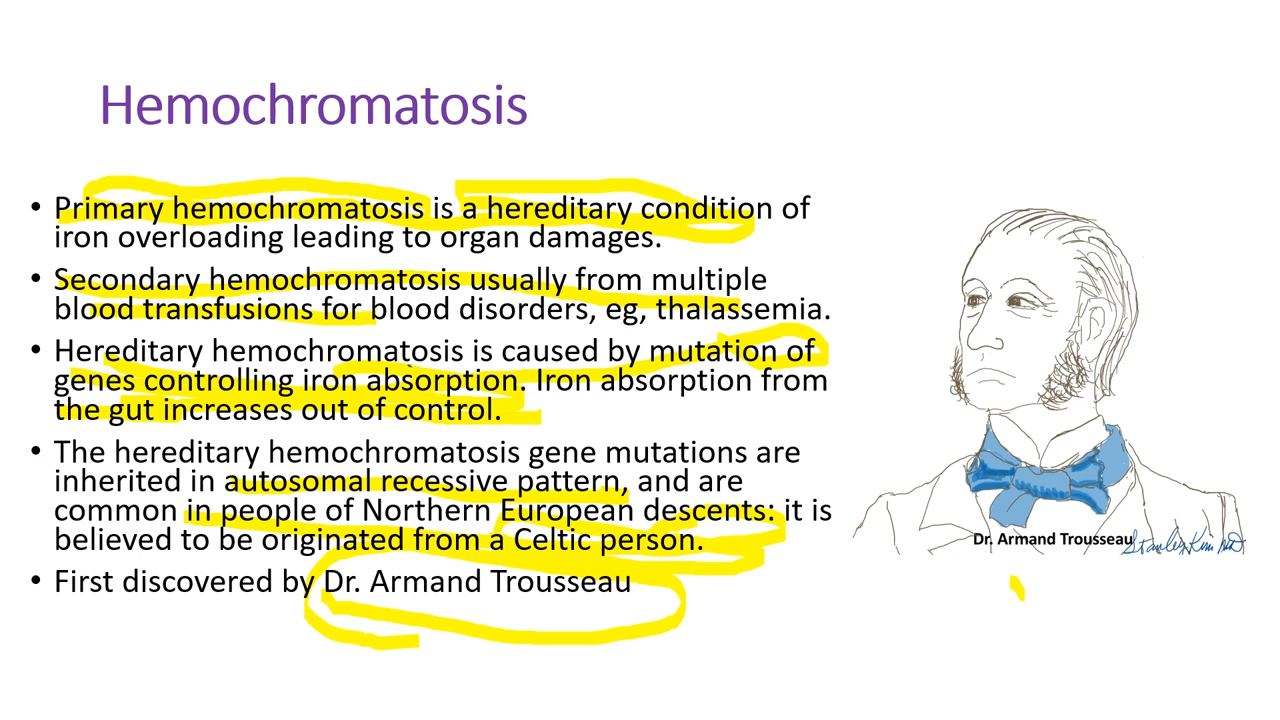 Hemochromatosis
• Primary hemochromatosis is a hereditary condition of
iron overloading leading to organ damages.
• Secondary hemochromatosis usually from multiple
blood transfusions for blood disorders, eg, thalassemia.
• Hereditary hemochromatosis is caused by mutation of
genes controlling iron absorption. Iron absorption from
the gut increases out of control.
• The hereditary hemochromatosis gene mutations are
inherited in autosomal recessive pattern, and are
common in people of Northern European descents: it is
believed to be originated from a Celtic person.
• First discovered by Dr. Armand Trousseau
Dr. Armand Trousseau
Stanley Kim MD